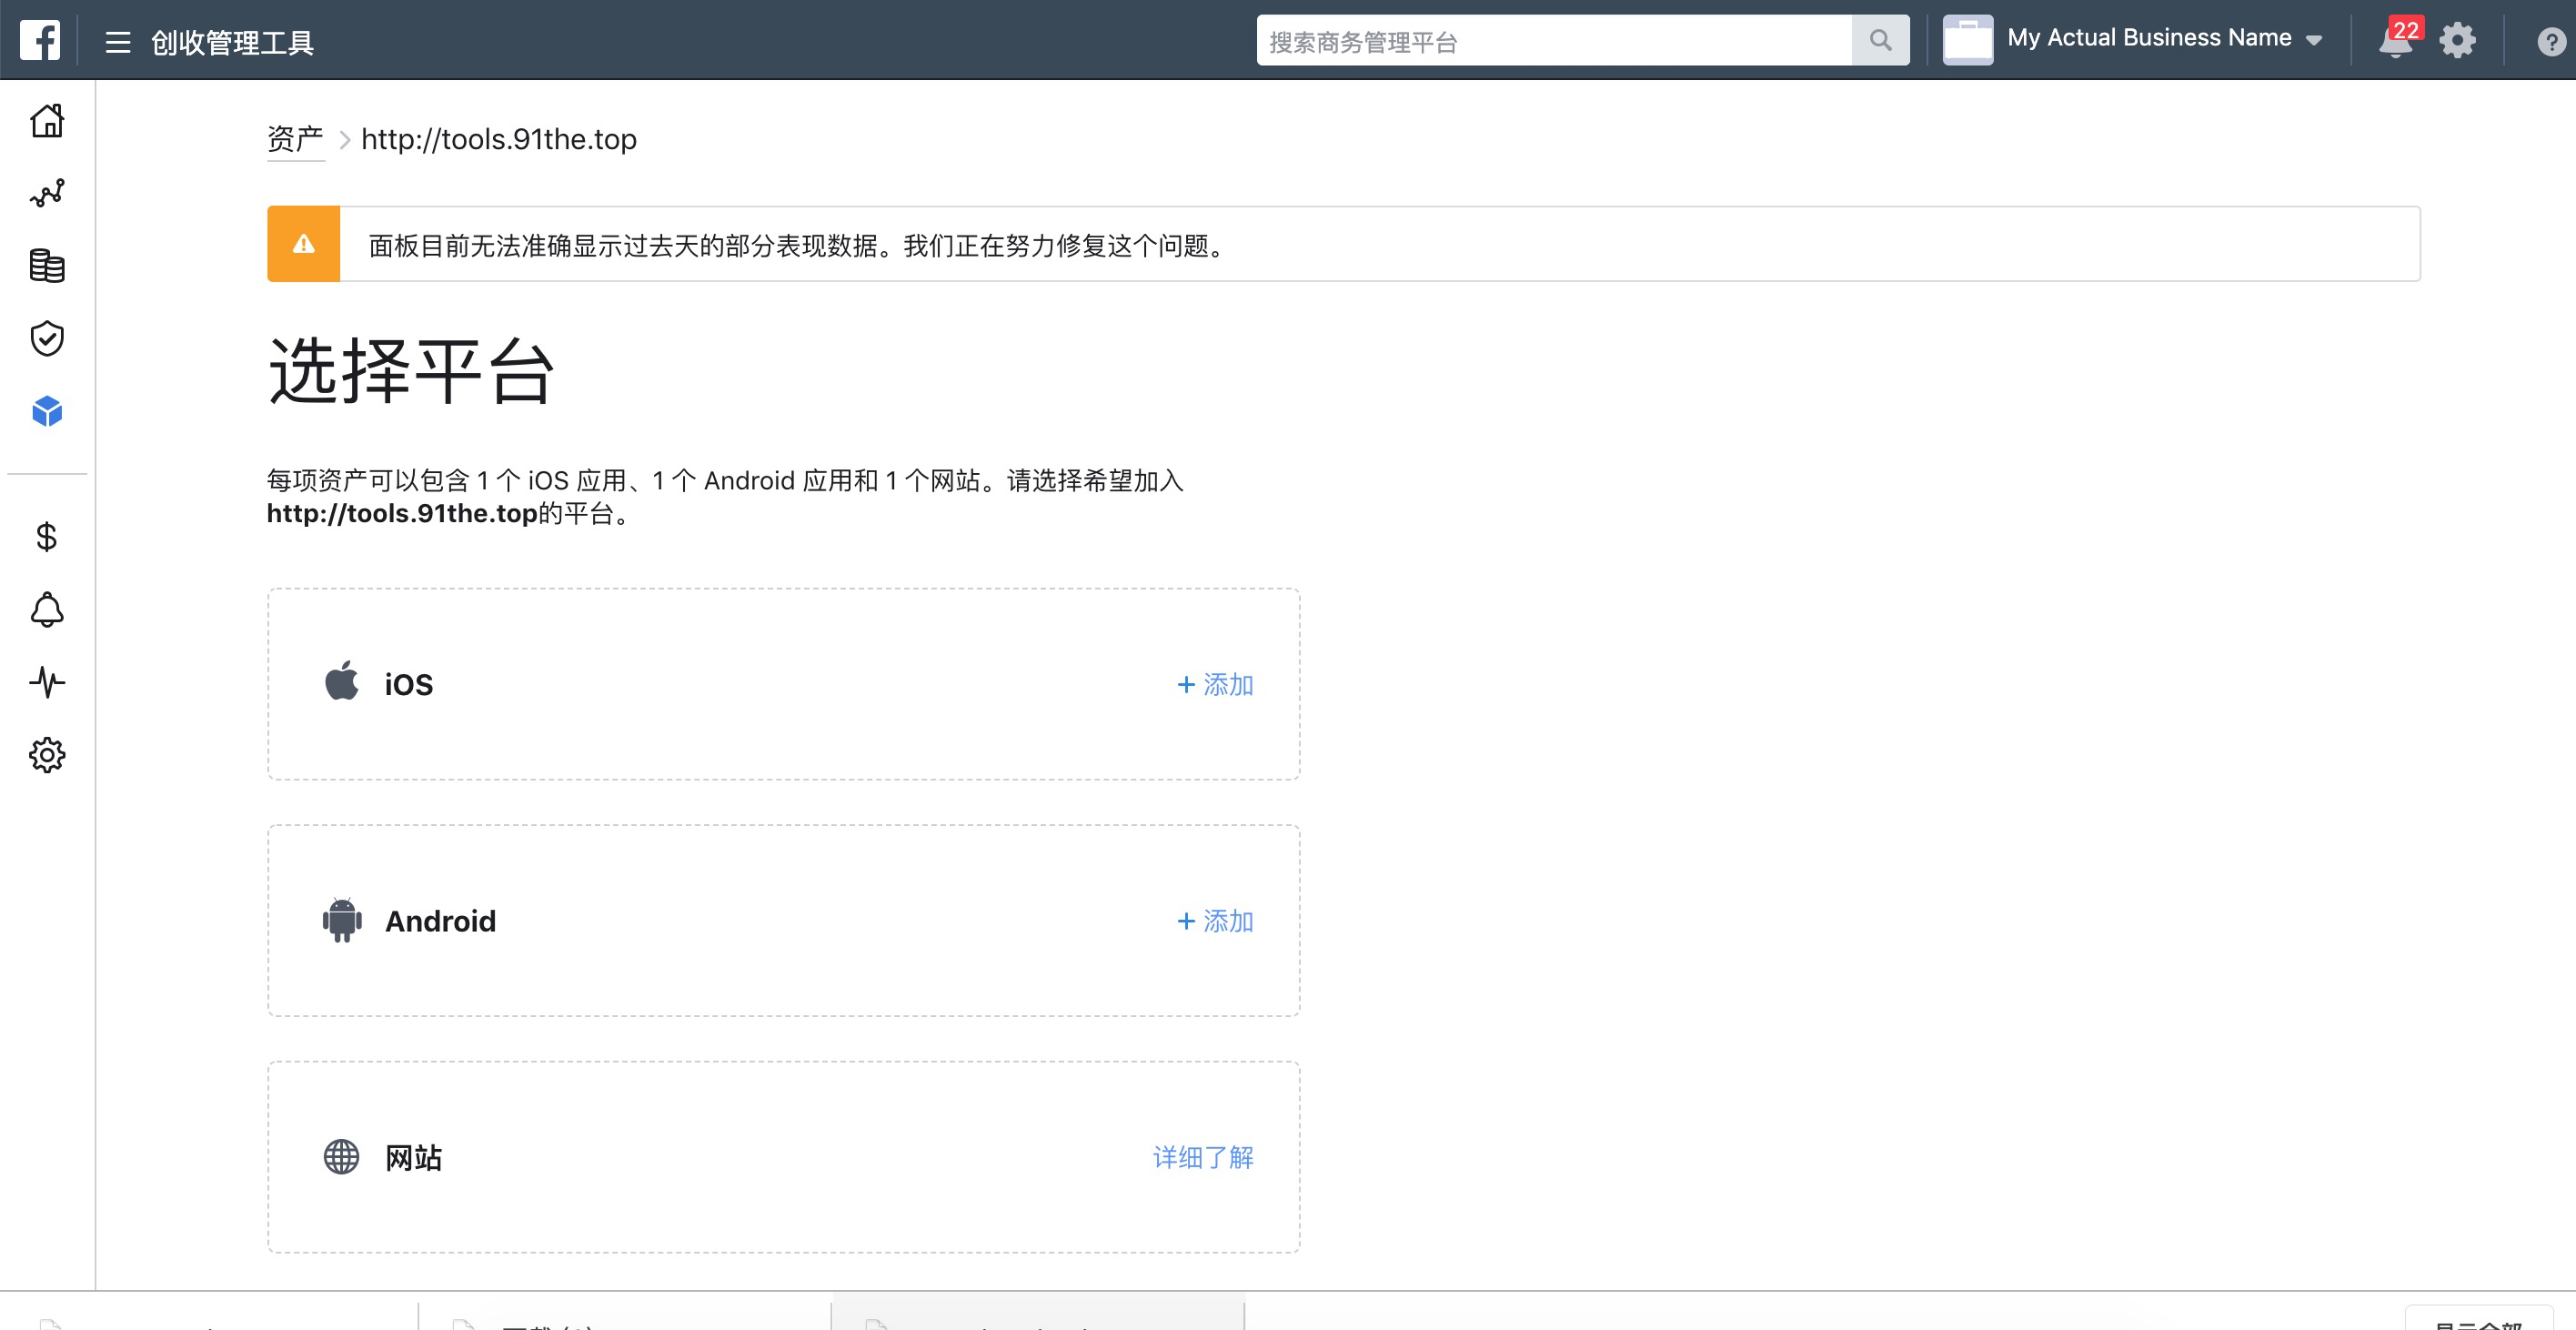 创收管理工具
搜索商务管理平台
My Actual Business Name
22
资产 > http://tools.91the.top
面板目前无法准确显示过去天的部分表现数据。我们正在努力修复这个问题。
选择平台
每项资产可以包含 1 个 iOS 应用、1 个 Android 应用和 1 个网站。请选择希望加入
http://tools.91the.top的平台。
iOS
+ 添加
Android
+ 添加
网站
详细了解